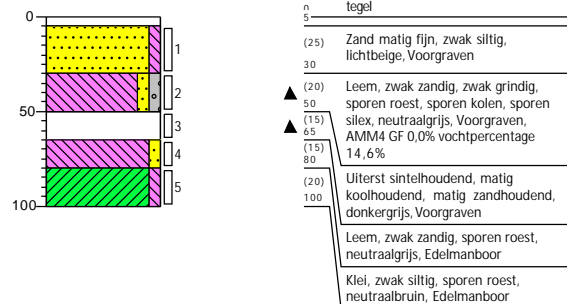 0
50
100
1
2
3
4
5
0
5
tegel
(25)
30
Zand matig fijn, zwak siltig,
lichtbeige, Voorgraven
(20)
50
Leem, zwak zandig, zwak grindig,
sporen roest, sporen kolen, sporen
silex, neutraalgrijs, Voorgraven,
AMM4 GF 0,0% vochtpercentage
14,6%
(15)
65
Uiterst sintelhoudend, matig
koolhoudend, matig zandhoudend,
donkergrijs, Voorgraven
(15)
80
Leem, zwak zandig, sporen roest,
neutraalgrijs, Edelmanboor
(20)
100
Klei, zwak siltig, sporen roest,
neutraalbruin, Edelmanboor